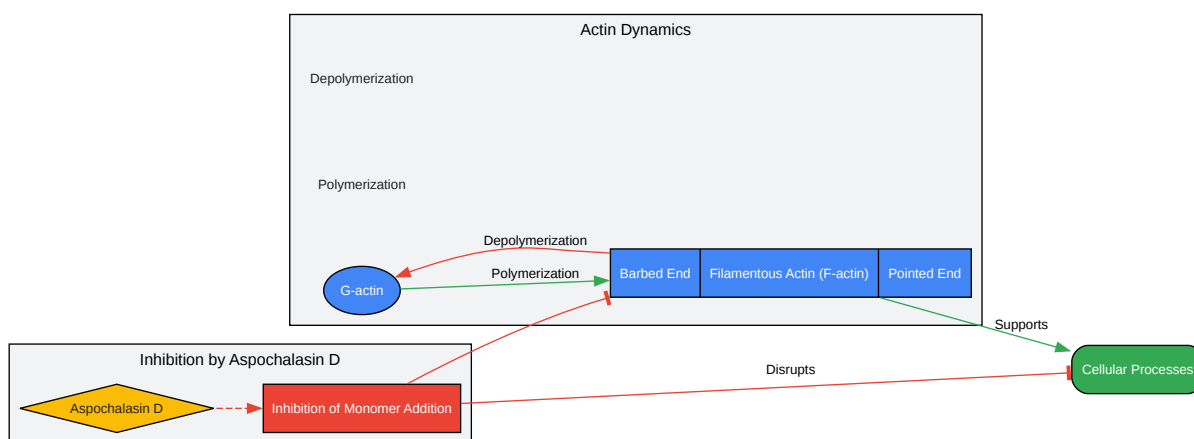 Actin Dynamics
Depolymerization
Polymerization
Depolymerization
Polymerization
G-actin
Barbed End
Filamentous Actin (F-actin)
Pointed End
Supports
Inhibition by Aspochalasin D
Disrupts
Cellular Processes
Aspochalasin D
Inhibition of Monomer Addition